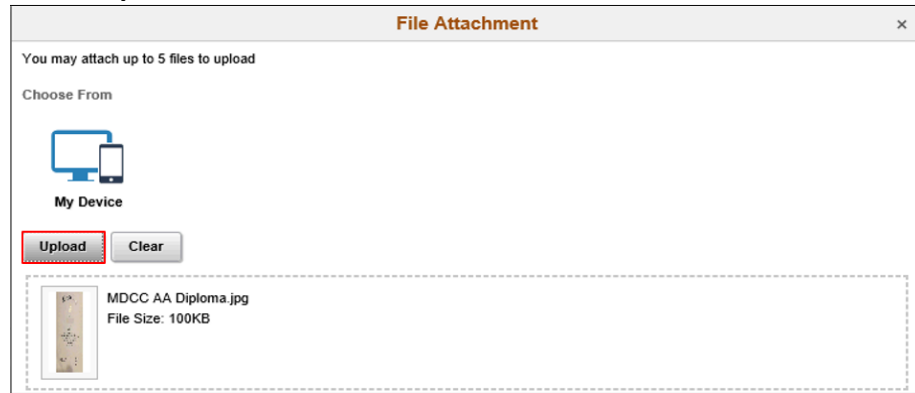 File Attachment ×
You may attach up to 5 files to upload
Choose From
My Device
Upload Clear
MDCC AA Diploma.jpg
File Size: 100KB